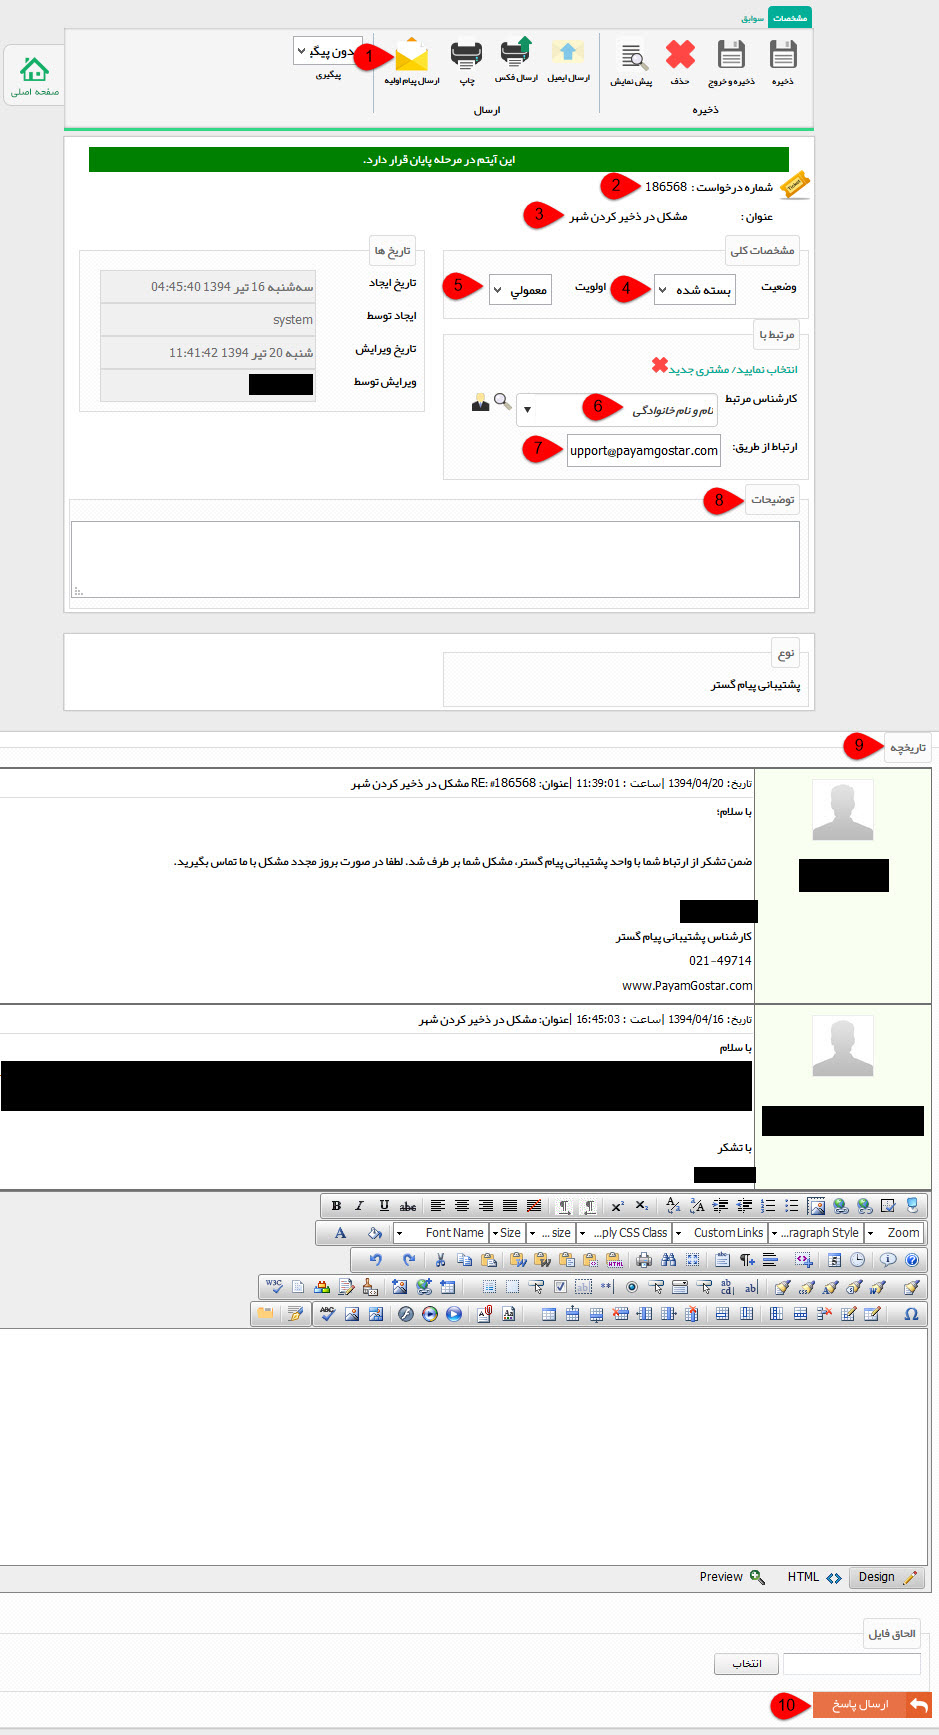 مشخصات
سوابق
صفحه اصلی
ذخیره
ذخیره و خروج
حذف
پیش نمایش
ارسال ایمیل
ارسال فکس
چاپ
ارسال پیام اولیه
1
پیگیری
ذخیره
ارسال
این آیتم در مرحله پایان قرار دارد.
شماره درخواست : 186568
2
عنوان : مشکل در ذخیر کردن شهر
3
مشخصات کلی
وضعیت
بسته شده
4
اولویت
معمولي
5
تاریخ ها
تاریخ ایجاد
سه‌شنبه 16 تیر 1394 04:45:40
ایجاد توسط
system
تاریخ ویرایش
شنبه 20 تیر 1394 11:41:42
ویرایش توسط
مرتبط با
انتخاب نمایید/ مشتری جدید
کارشناس مرتبط
نام و نام خانوادگی
6
ارتباط از طریق:
upport@payamgostar.com
7
توضیحات
8
نوع
پشتیبانی پیام گستر
تاریخچه
9
تاریخ: 1394/04/20 |ساعت : 11:39:01 |عنوان: RE: #186568 مشکل در ذخیر کردن شهر
با سلام؛
ضمن تشکر از ارتباط شما با واحد پشتیبانی پیام گستر، مشکل شما بر طرف شد. لطفا در صورت بروز مجدد مشکل با ما تماس بگیرید.
کارشناس پشتیبانی پیام گستر
021-49714
www.PayamGostar.com
تاریخ: 1394/04/16 |ساعت : 16:45:03 |عنوان: مشکل در ذخیر کردن شهر
با سلام
با تشکر
B I U abc
A Font Name Size ... size ...ply CSS Class Custom Links ...ragraph Style Zoom
Preview HTML Design
الحاق فایل
انتخاب
ارسال پاسخ
10